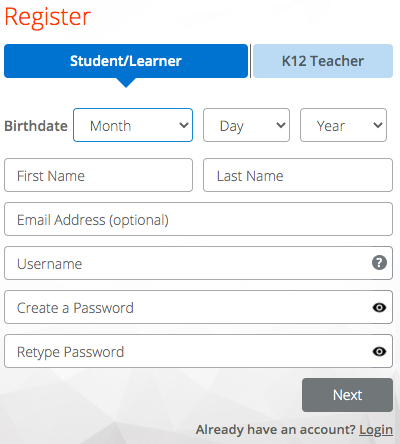 Register
Student/Learner K12 Teacher
Birthdate Month Day Year
First Name Last Name
Email Address (optional)
Username ?
Create a Password
Retype Password
Next
Already have an account? Login